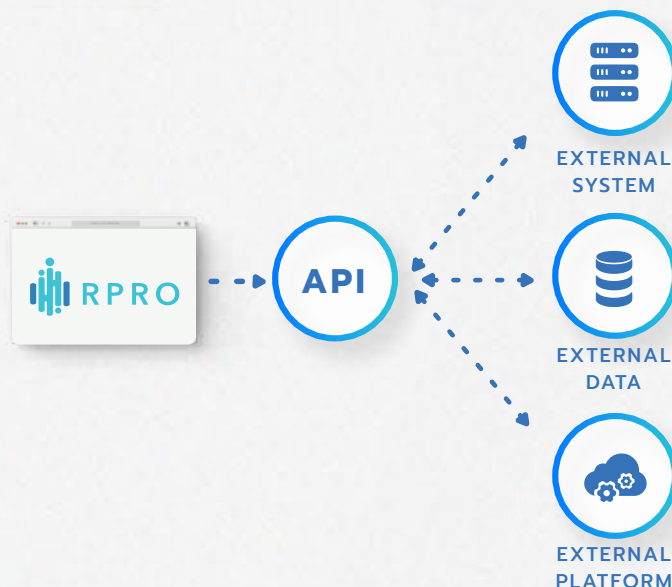 EXTERNAL
SYSTEM
RPRO
API
EXTERNAL
DATA
EXTERNAL
PLATFORM